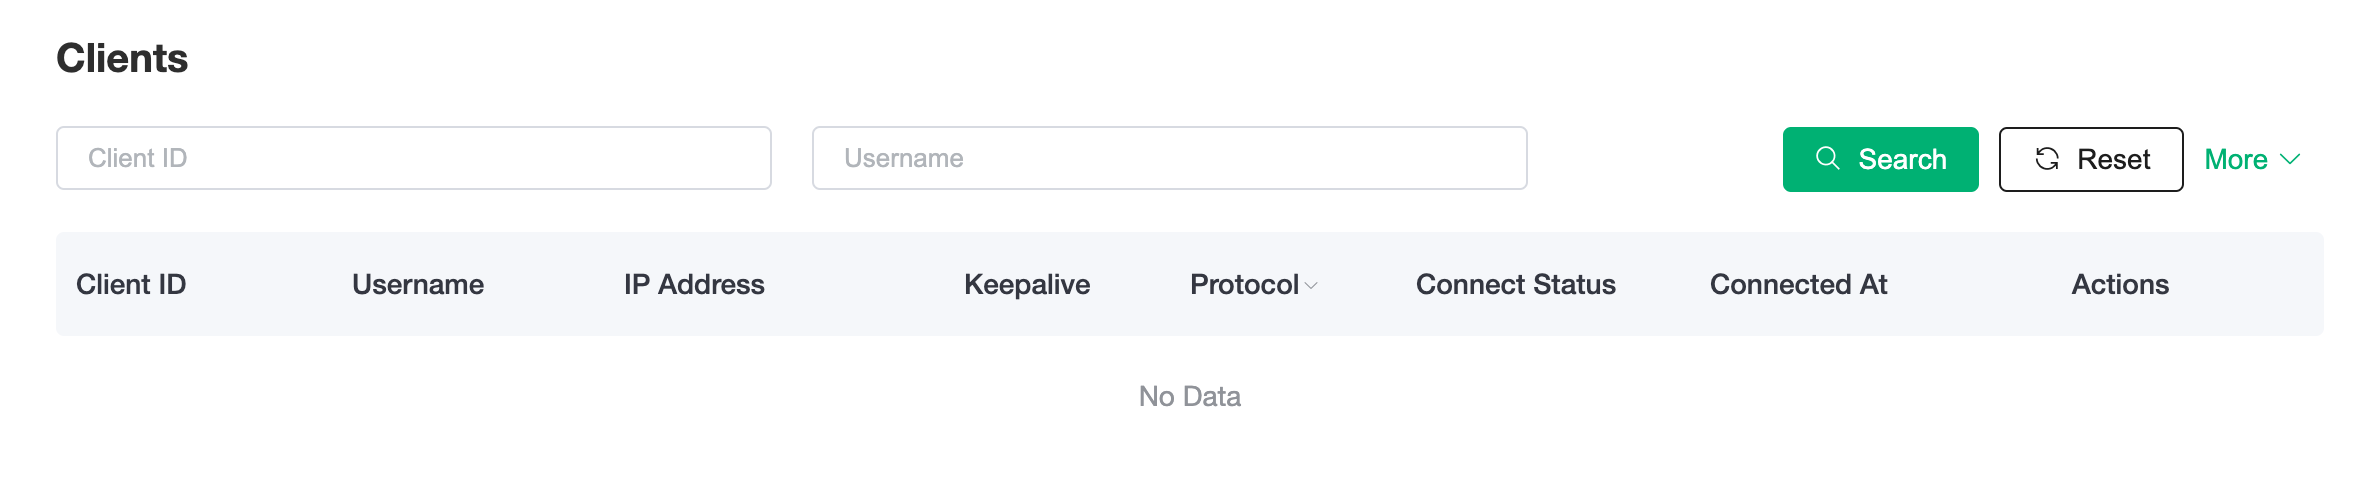 Clients
Client ID
Username
Search
Reset
More
Client ID Username IP Address Keepalive Protocol Connect Status Connected At Actions
No Data